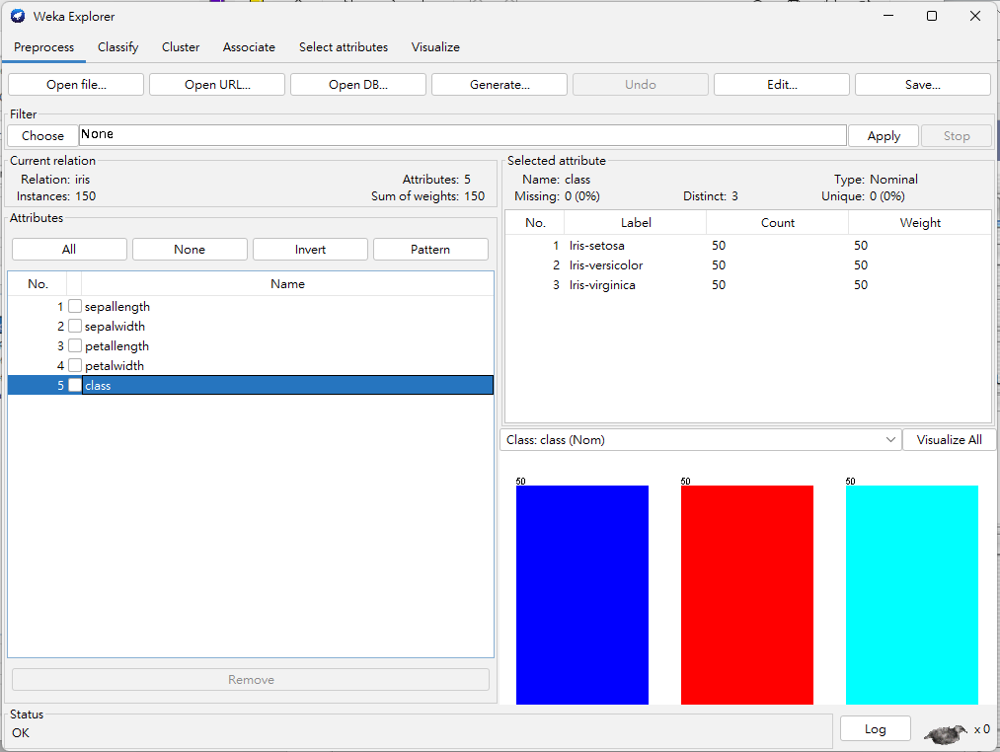 Weka Explorer
Preprocess Classify Cluster Associate Select attributes Visualize
Open file... Open URL... Open DB... Generate... Undo Edit... Save...
Filter
Choose None Apply Stop
Current relation
Relation: iris Attributes: 5
Instances: 150 Sum of weights: 150
Attributes
All None Invert Pattern
No. Name
1 sepallength
2 sepalwidth
3 petallength
4 petalwidth
5 class
Remove
Selected attribute
Name: class Type: Nominal
Missing: 0 (0%) Distinct: 3 Unique: 0 (0%)
No. Label Count Weight
1 Iris-setosa 50 50
2 Iris-versicolor 50 50
3 Iris-virginica 50 50
Class: class (Nom) Visualize All
50 50 50
Status
OK
Log x 0